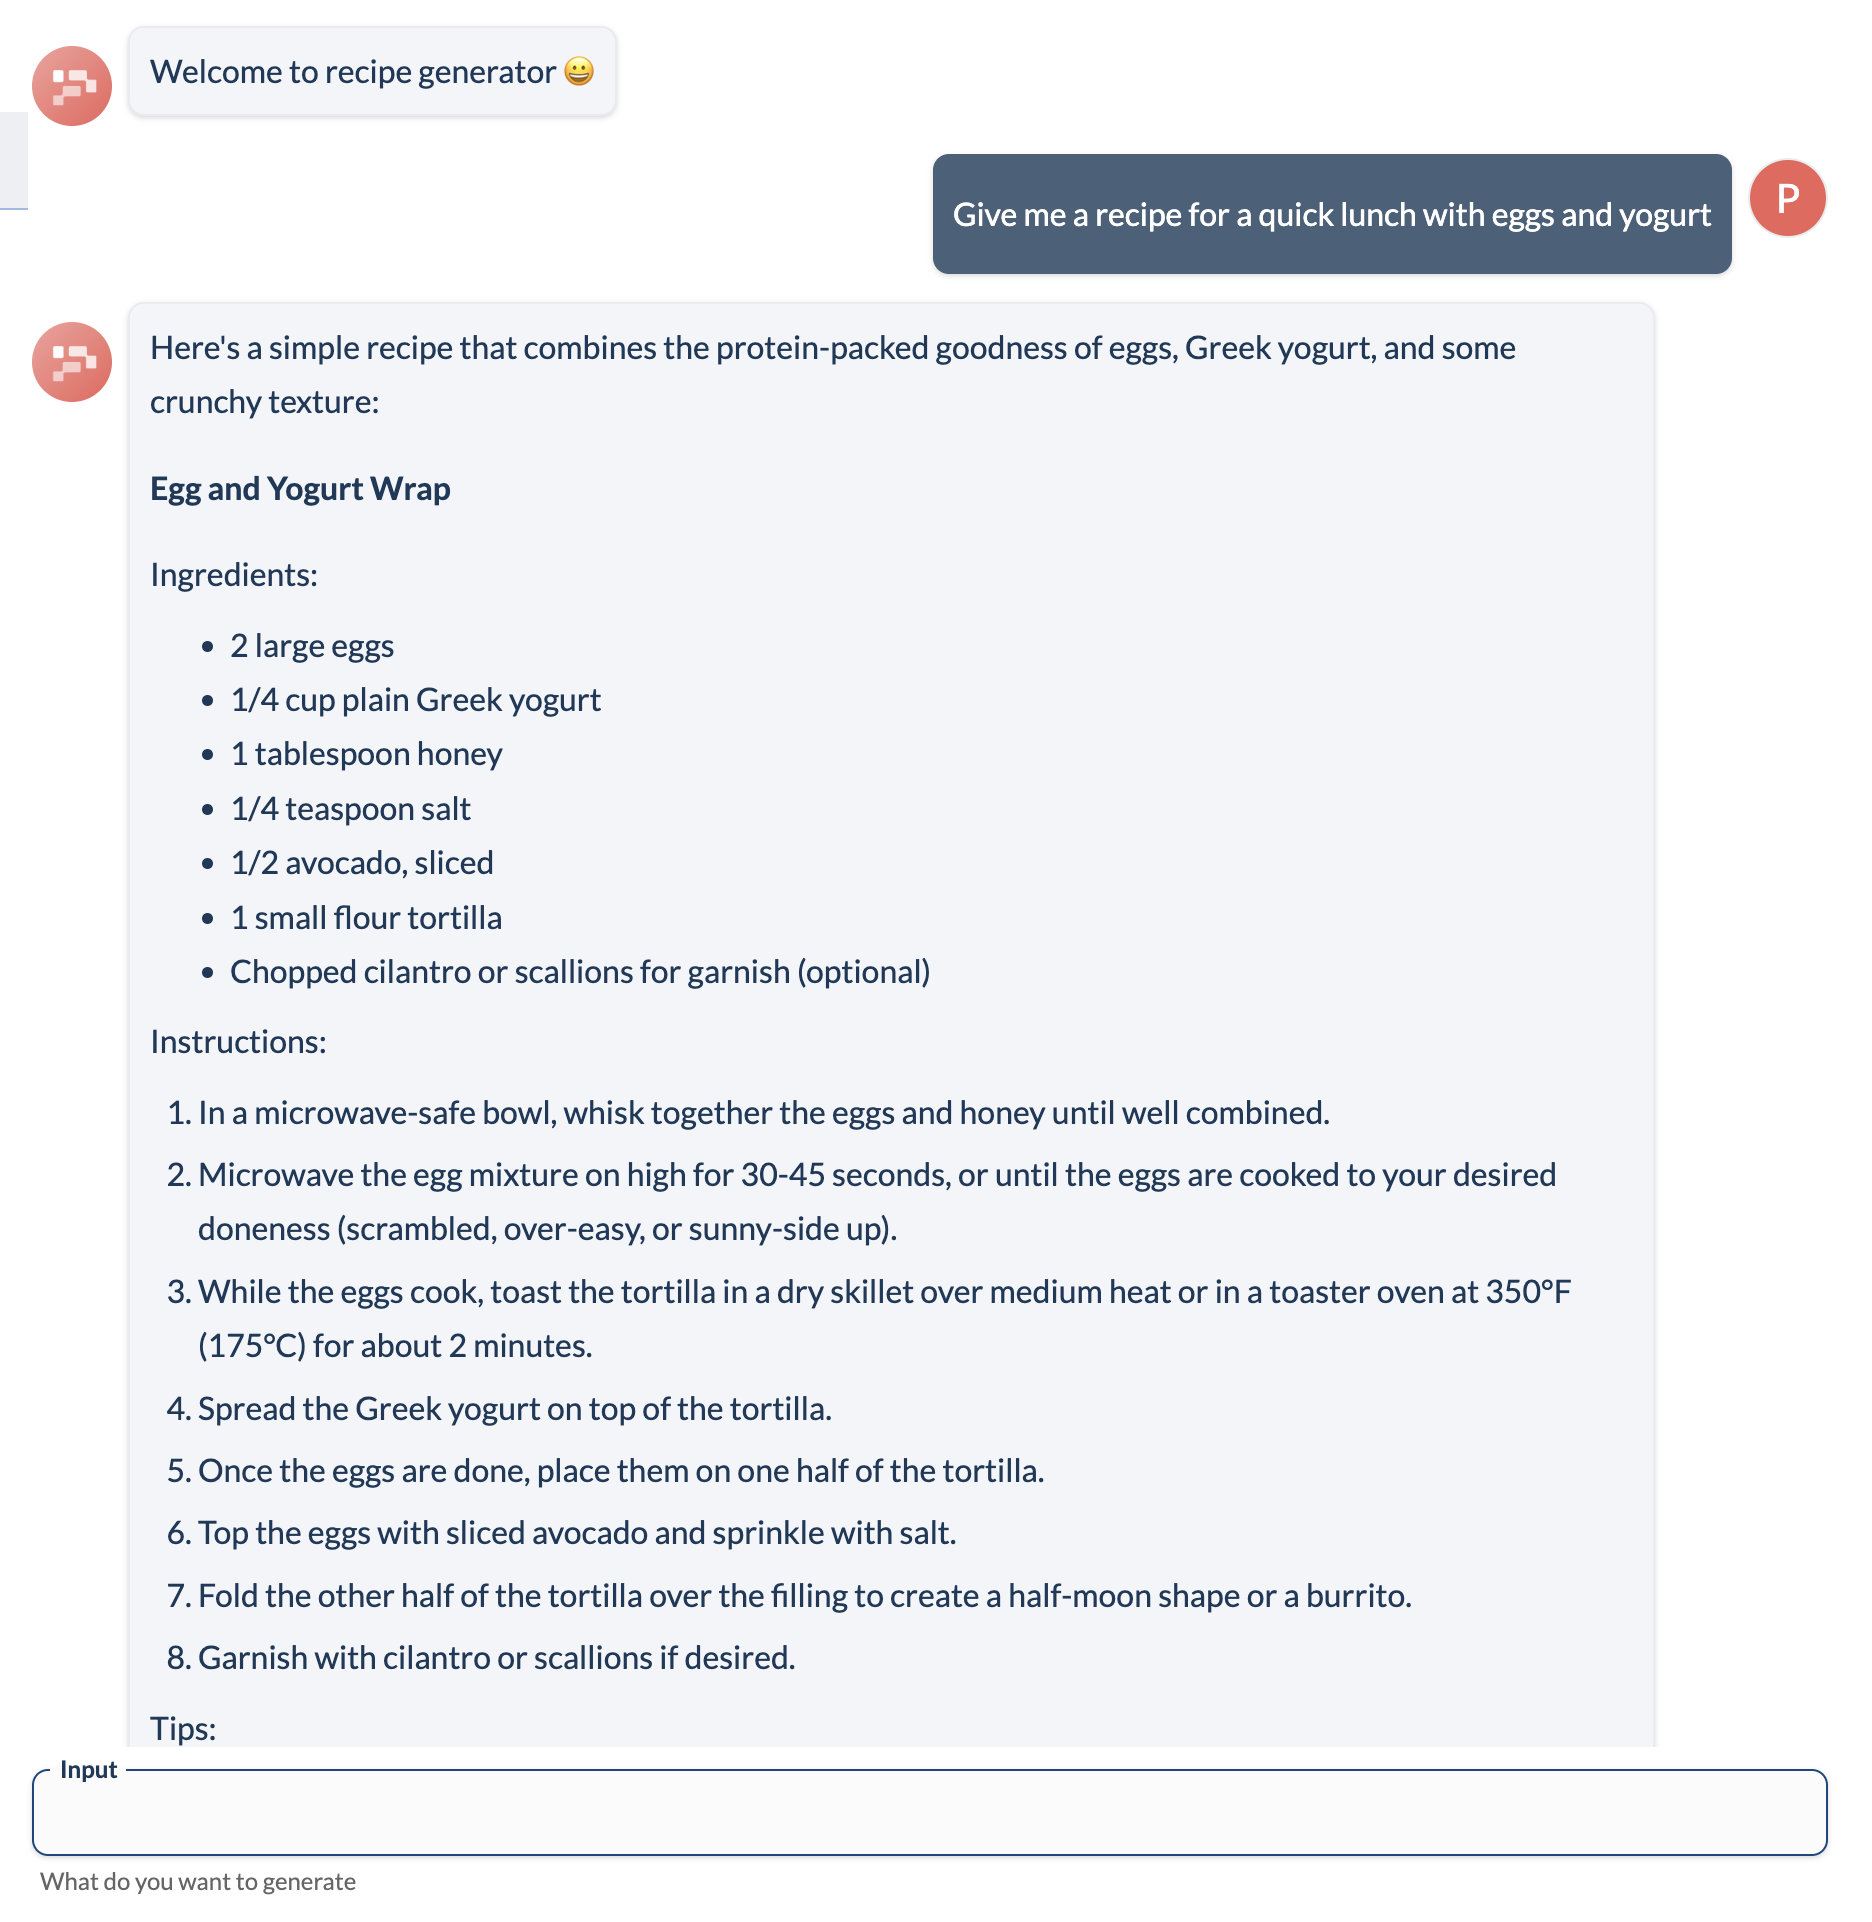 Welcome to recipe generator 😀
Give me a recipe for a quick lunch with eggs and yogurt
P
Here's a simple recipe that combines the protein-packed goodness of eggs, Greek yogurt, and some
crunchy texture:
Egg and Yogurt Wrap
Ingredients:
• 2 large eggs
• 1/4 cup plain Greek yogurt
• 1 tablespoon honey
• 1/4 teaspoon salt
• 1/2 avocado, sliced
• 1 small flour tortilla
• Chopped cilantro or scallions for garnish (optional)
Instructions:
1. In a microwave-safe bowl, whisk together the eggs and honey until well combined.
2. Microwave the egg mixture on high for 30-45 seconds, or until the eggs are cooked to your desired
doneness (scrambled, over-easy, or sunny-side up).
3. While the eggs cook, toast the tortilla in a dry skillet over medium heat or in a toaster oven at 350°F
(175°C) for about 2 minutes.
4. Spread the Greek yogurt on top of the tortilla.
5. Once the eggs are done, place them on one half of the tortilla.
6. Top the eggs with sliced avocado and sprinkle with salt.
7. Fold the other half of the tortilla over the filling to create a half-moon shape or a burrito.
8. Garnish with cilantro or scallions if desired.
Tips:
Input
What do you want to generate